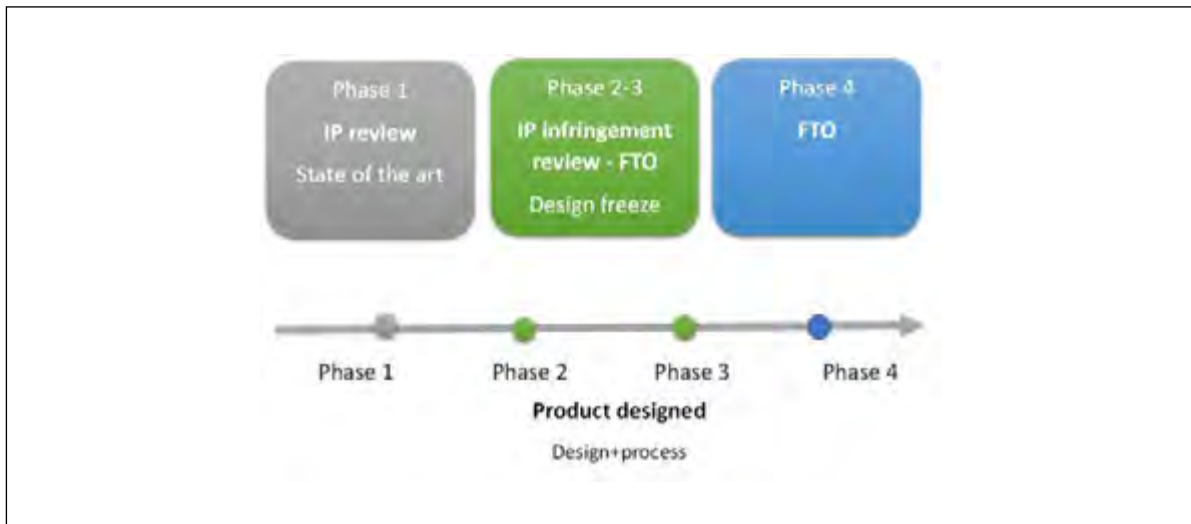 Phase 1
IP review
State of the art
Phase 2-3
IP infringement
review - FTO
Design freeze
Phase 4
FTO
Phase 1
Phase 2
Phase 3
Phase 4
Product designed
Design+process